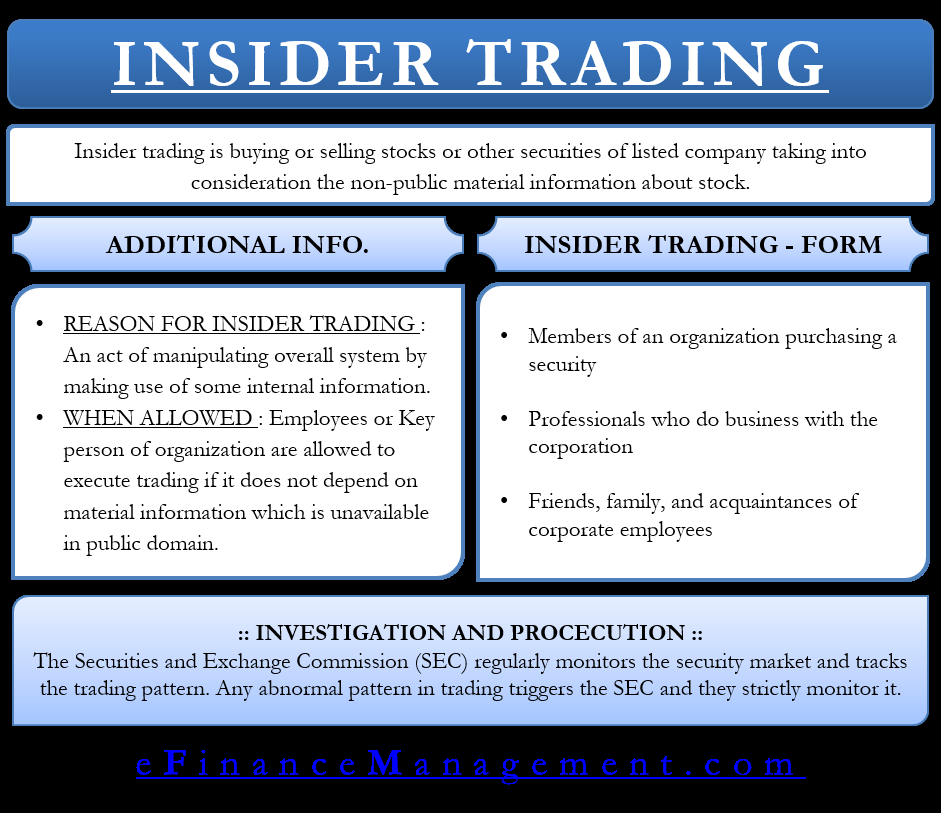 INSIDER TRADING
Insider trading is buying or selling stocks or other securities of listed company taking into
consideration the non-public material information about stock.
ADDITIONAL INFO.
• REASON FOR INSIDER TRADING :
An act of manipulating overall system by
making use of some internal information.
• WHEN ALLOWED : Employees or Key
person of organization are allowed to
execute trading if it does not depend on
material information which is unavailable
in public domain.
INSIDER TRADING - FORM
• Members of an organization purchasing a
security
• Professionals who do business with the
corporation
• Friends, family, and acquaintances of
corporate employees
:: INVESTIGATION AND PROCECUTION ::
The Securities and Exchange Commission (SEC) regularly monitors the security market and tracks
the trading pattern. Any abnormal pattern in trading triggers the SEC and they strictly monitor it.
eFinanceManagement.com